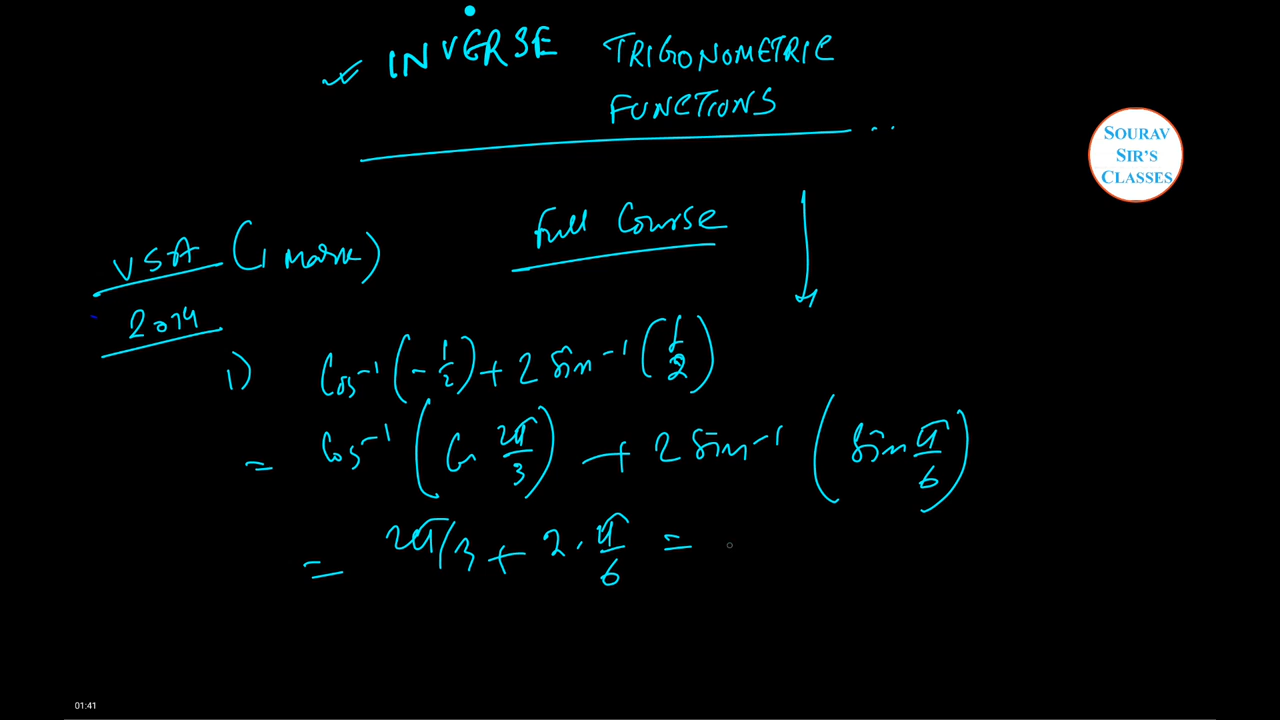 INVERSE TRIGONOMETRIC
FUNCTIONS
SOURAV
SIR'S
CLASSES
Full Course
VSA (1 Mark)
2014
1) Cos⁻¹(-1/2) + 2 Sin⁻¹(1/2)
= Cos⁻¹(Cos 2π/3) + 2 Sin⁻¹(Sin π/6)
= 2π/3 + 2 · π/6 =
01:41